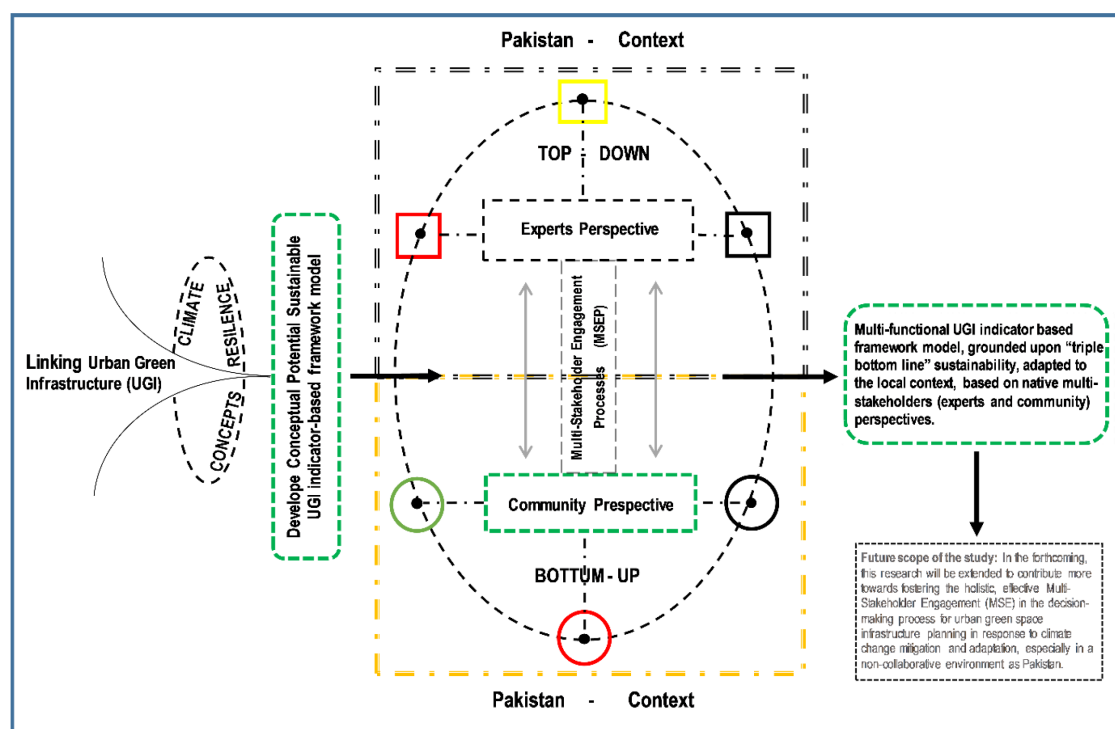 Pakistan - Context
TOP - DOWN
Experts Perspective
Multi-Stakeholder Engagement
Processes (MSEP)
CLIMATE
RESILENCE
CONCEPTS
Linking Urban Green
Infrastructure (UGI)
Develope Conceptual Potential Sustainable
UGI indicator-based framework model
Community Prespective
BOTTUM - UP
Pakistan - Context
Multi-functional UGI indicator based
framework model, grounded upon “triple
bottom line” sustainability, adapted to
the local context, based on native multi-
stakeholders (experts and community)
perspectives.
Future scope of the study: In the forthcoming,
this research will be extended to contribute more
towards fostering the holistic, effective Multi-
Stakeholder Engagement (MSE) in the decision-
making process for urban green space
infrastructure planning in response to climate
change mitigation and adaptation, especially in a
non-collaborative environment as Pakistan.